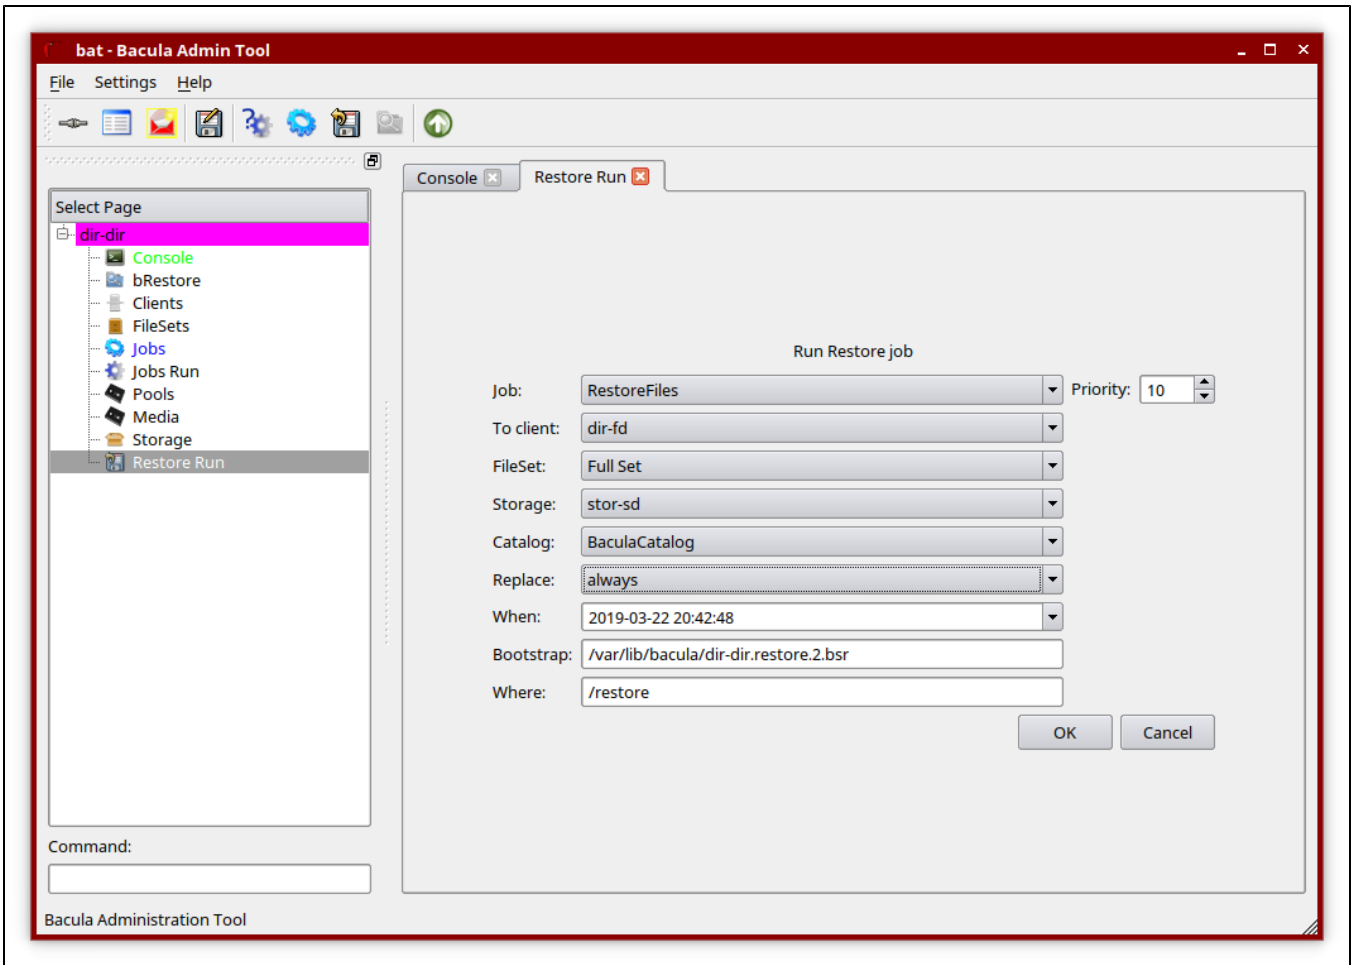 bat - Bacula Admin Tool
File Settings Help
Console
Restore Run
Select Page
dir-dir
Console
bRestore
Clients
FileSets
Jobs
Jobs Run
Pools
Media
Storage
Restore Run
Run Restore job
Job: RestoreFiles Priority: 10
To client: dir-fd
FileSet: Full Set
Storage: stor-sd
Catalog: BaculaCatalog
Replace: always
When: 2019-03-22 20:42:48
Bootstrap: /var/lib/bacula/dir-dir.restore.2.bsr
Where: /restore
OK Cancel
Command:
Bacula Administration Tool